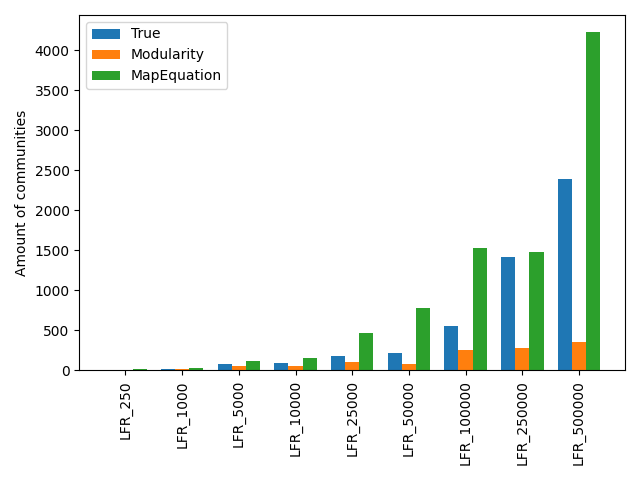 True
Modularity
MapEquation
Amount of communities
4000
3500
3000
2500
2000
1500
1000
500
0
LFR_250
LFR_1000
LFR_5000
LFR_10000
LFR_25000
LFR_50000
LFR_100000
LFR_250000
LFR_500000